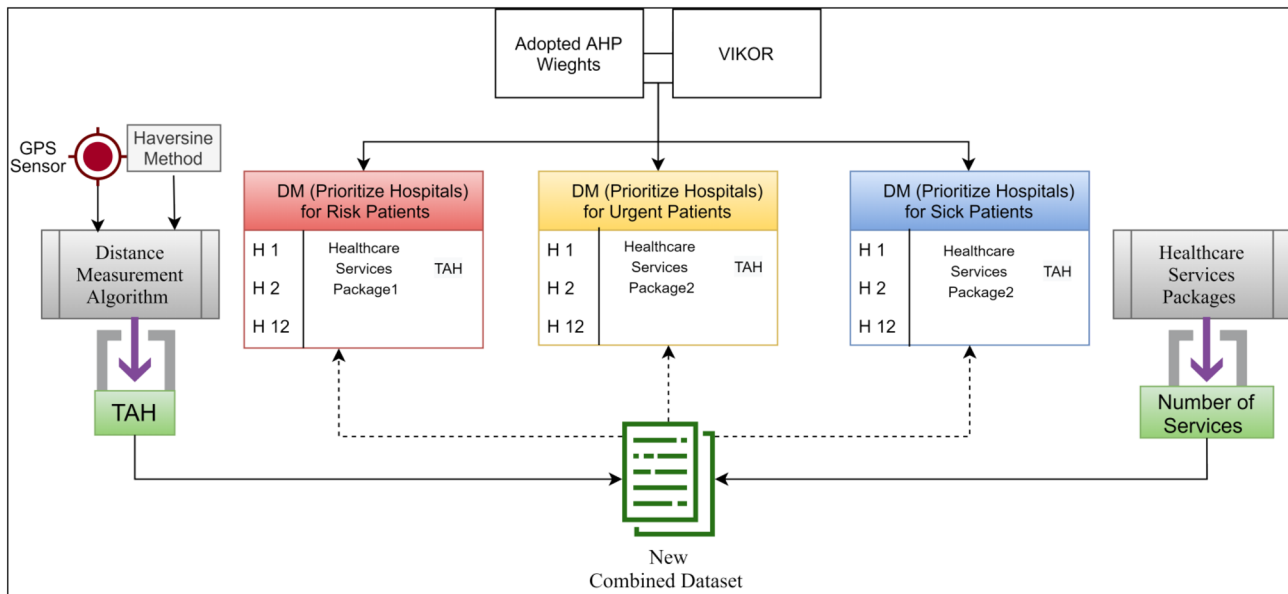 Adopted AHP
Wieghts
VIKOR
GPS
Sensor
Haversine
Method
DM (Prioritize Hospitals)
for Risk Patients
H 1
H 2
H 12
Healthcare
Services
Package1
TAH
DM (Prioritize Hospitals)
for Urgent Patients
H 1
H 2
H 12
Healthcare
Services
Package2
TAH
DM (Prioritize Hospitals)
for Sick Patients
H 1
H 2
H 12
Healthcare
Services
Package2
TAH
Distance
Measurement
Algorithm
Healthcare
Services
Packages
TAH
Number of
Services
New
Combined Dataset